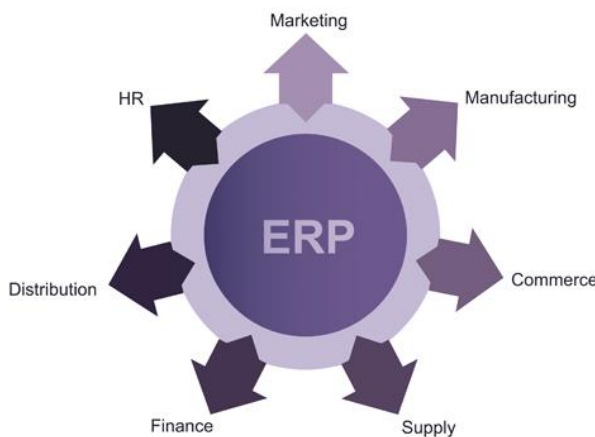 Marketing
HR
Manufacturing
ERP
Distribution
Commerce
Finance
Supply